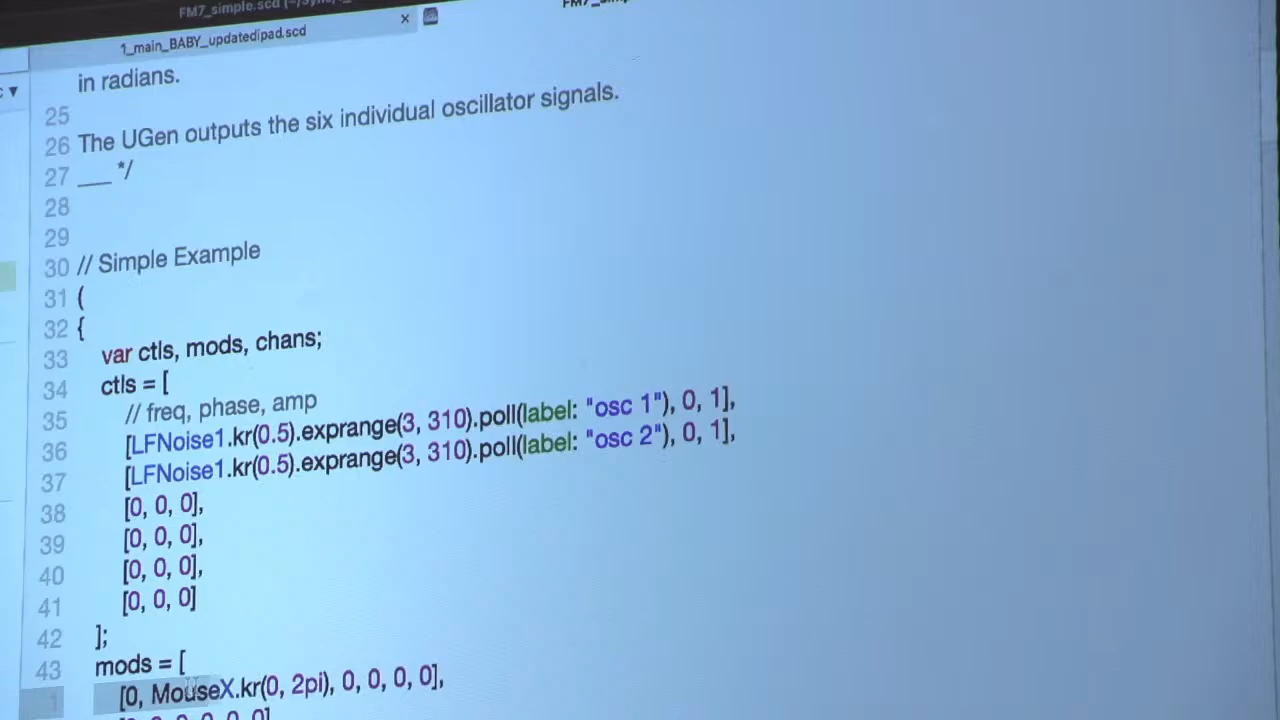 FM7_simple.scd
1_main_BABY_updatedipad.scd
in radians.
25
26 The UGen outputs the six individual oscillator signals.
27 ___ */
28
29
30 // Simple Example
31 (
32 {
33 var ctls, mods, chans;
34 ctls = [
35 // freq, phase, amp
36 [LFNoise1.kr(0.5).exprange(3, 310).poll(label: "osc 1"), 0, 1],
37 [LFNoise1.kr(0.5).exprange(3, 310).poll(label: "osc 2"), 0, 1],
38 [0, 0, 0],
39 [0, 0, 0],
40 [0, 0, 0],
41 [0, 0, 0]
42 ];
43 mods = [
[0, MouseX.kr(0, 2pi), 0, 0, 0, 0],